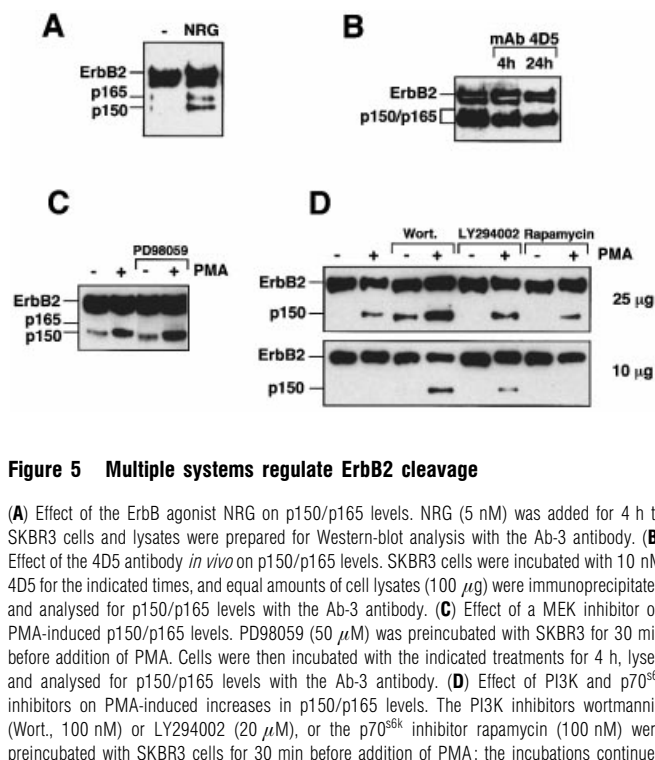 A
- NRG
ErbB2
p165
p150
B
mAb 4D5
4h 24h
ErbB2
p150/p165
C
PD98059
- + - + PMA
ErbB2
p165
p150
D
Wort. LY294002 Rapamycin
- + - + - + - + PMA
ErbB2
p150
25 µg
ErbB2
p150
10 µg
Figure 5 Multiple systems regulate ErbB2 cleavage
(A) Effect of the ErbB agonist NRG on p150/p165 levels. NRG (5 nM) was added for 4 h t
SKBR3 cells and lysates were prepared for Western-blot analysis with the Ab-3 antibody. (B
Effect of the 4D5 antibody in vivo on p150/p165 levels. SKBR3 cells were incubated with 10 nM
4D5 for the indicated times, and equal amounts of cell lysates (100 µg) were immunoprecipitate
and analysed for p150/p165 levels with the Ab-3 antibody. (C) Effect of a MEK inhibitor o
PMA-induced p150/p165 levels. PD98059 (50 µM) was preincubated with SKBR3 for 30 mi
before addition of PMA. Cells were then incubated with the indicated treatments for 4 h, lyse
and analysed for p150/p165 levels with the Ab-3 antibody. (D) Effect of PI3K and p70s6
inhibitors on PMA-induced increases in p150/p165 levels. The PI3K inhibitors wortmanni
(Wort., 100 nM) or LY294002 (20 µM), or the p70s6k inhibitor rapamycin (100 nM) wer
preincubated with SKBR3 cells for 30 min before addition of PMA; the incubations continue